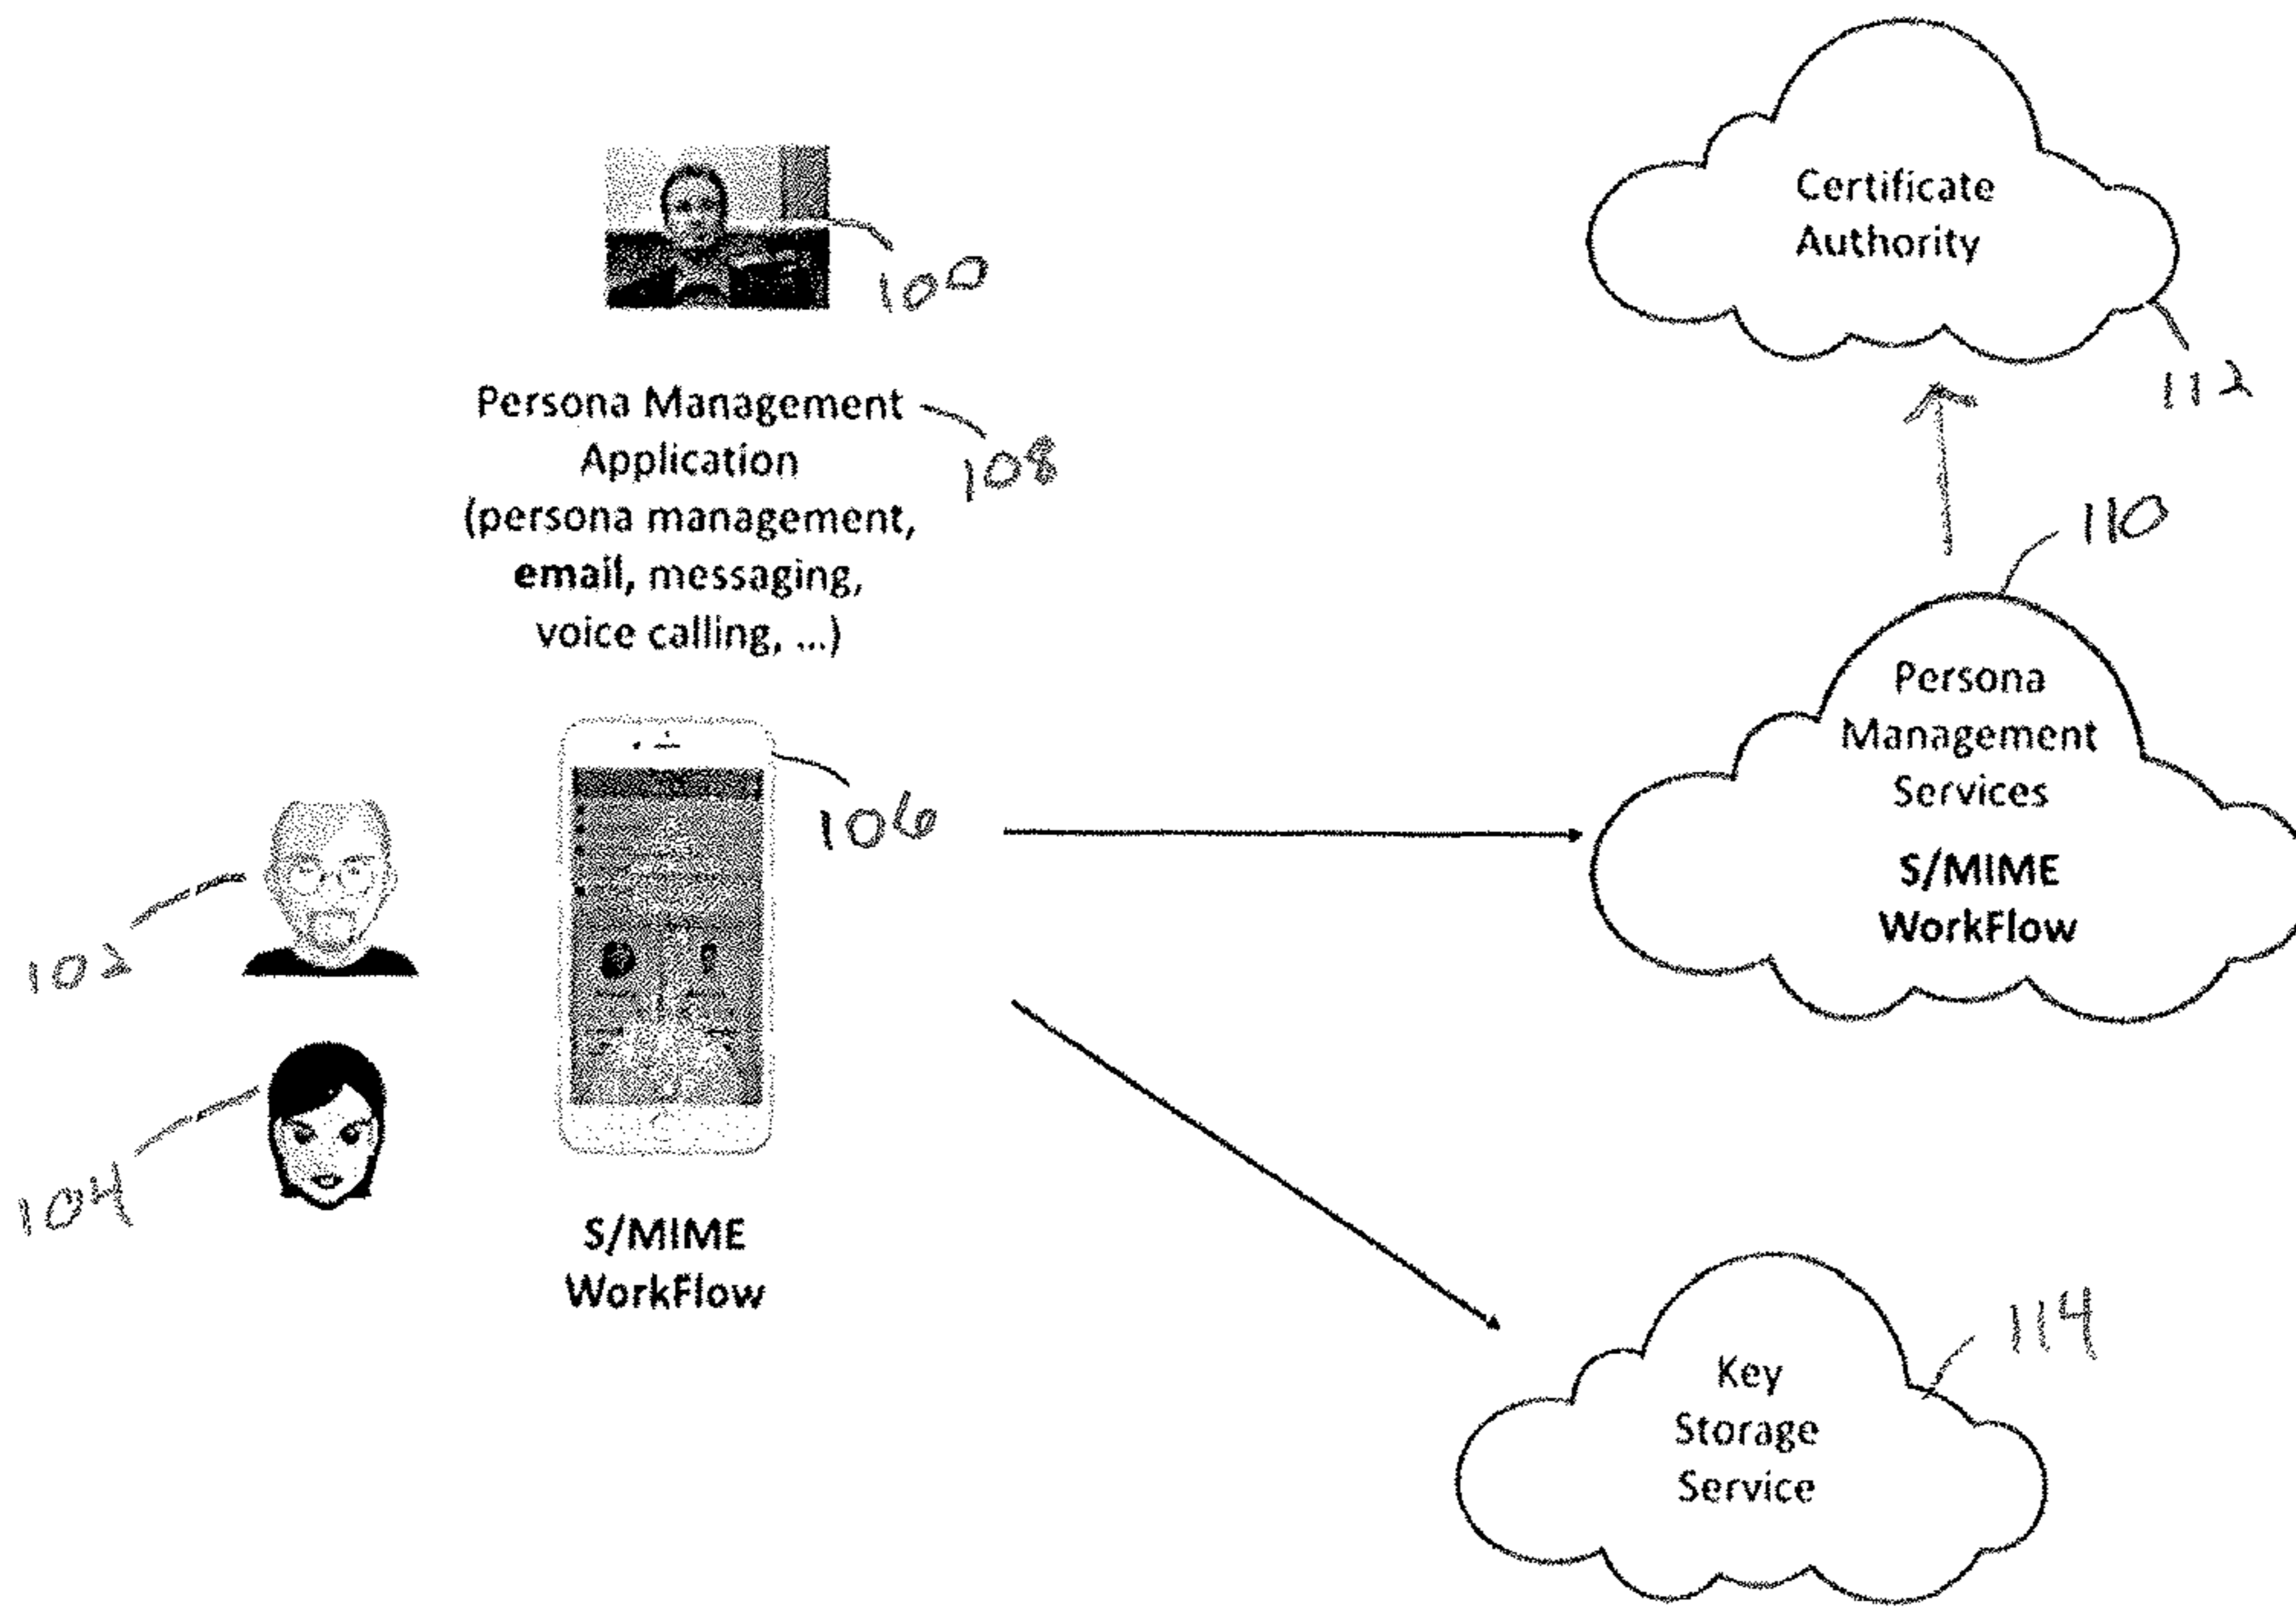 100
Persona Management
Application
(persona management,
email, messaging,
voice calling, ...)
108
106
102
104
S/MIME
WorkFlow
Certificate
Authority
112
110
Persona
Management
Services
S/MIME
WorkFlow
114
Key
Storage
Service